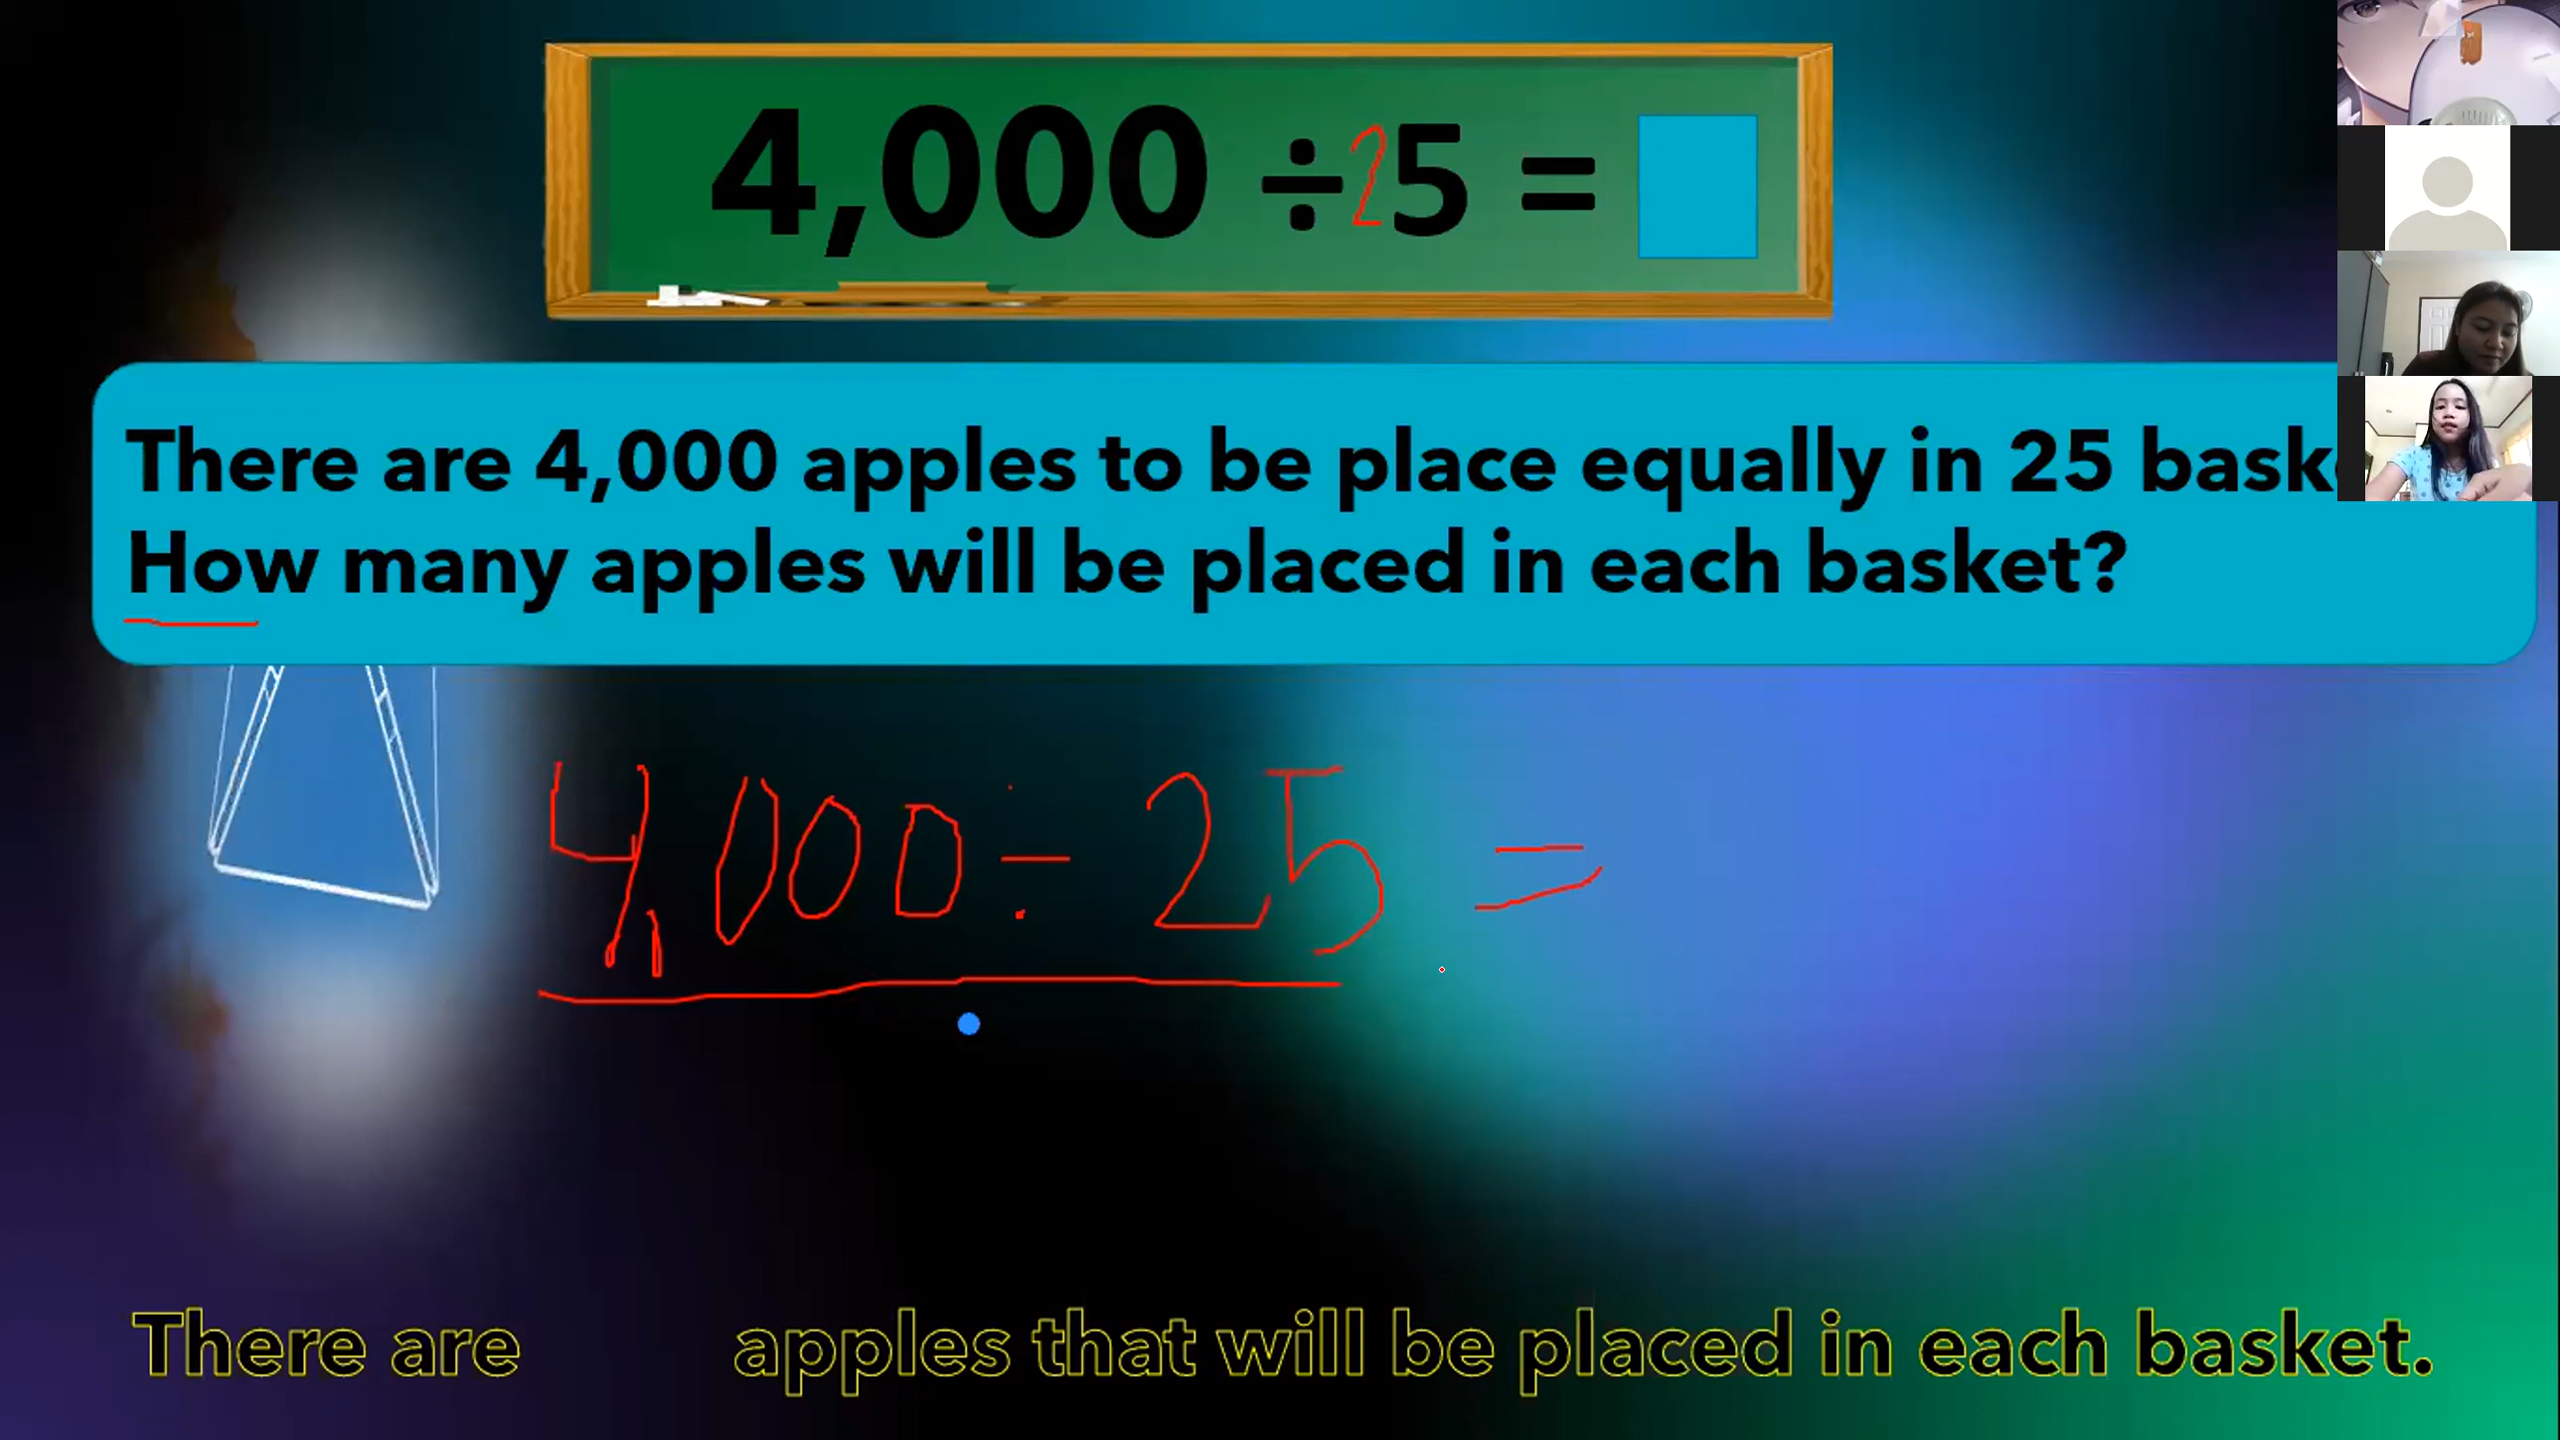 4,000 ÷25 =
There are 4,000 apples to be place equally in 25
How many apples will be placed in each basket?
4,000 ÷ 25 =
There are apples that will be placed in each basket.